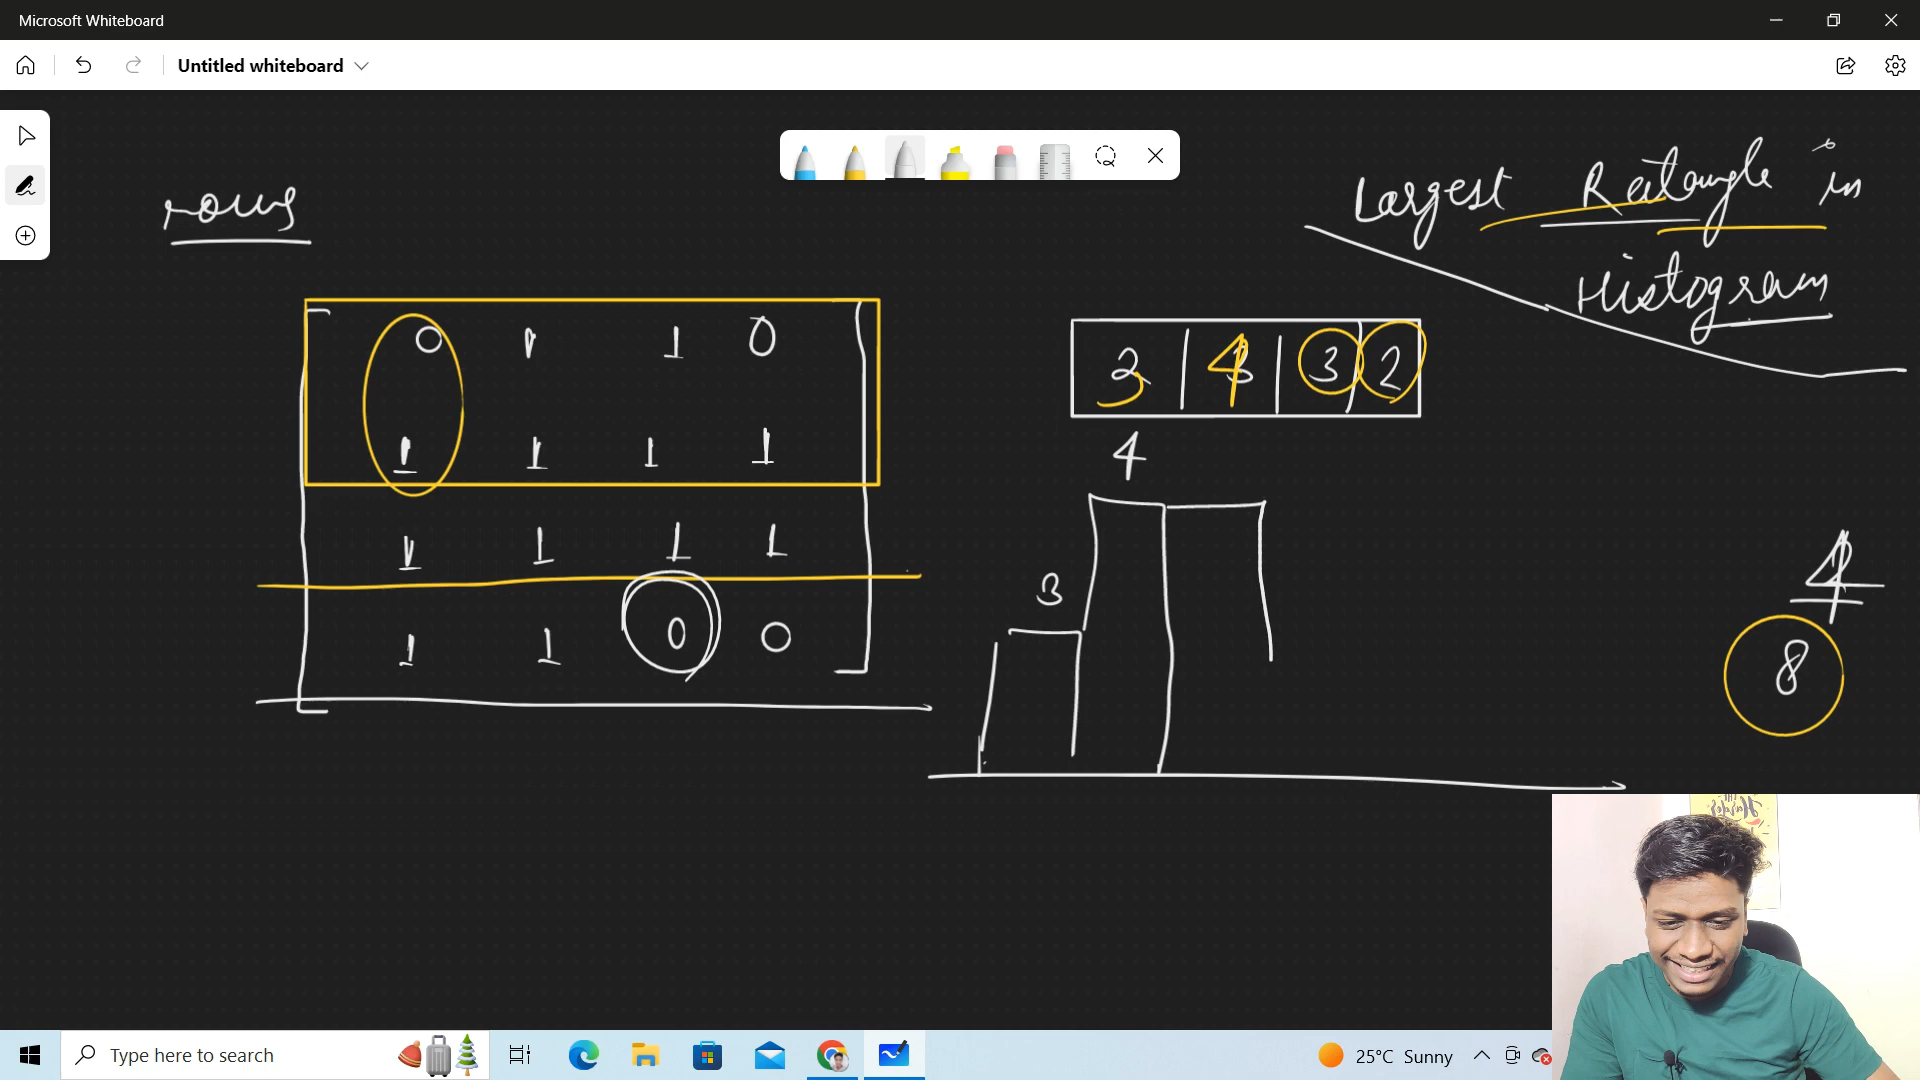 Microsoft Whiteboard
Untitled whiteboard
rows
Largest Rectangle in
Histogram
0 1 1 0
1 1 1 1
1 1 1 1
1 1 0 0
3 4 3 2
4
3
4
8
Type here to search
25°C Sunny